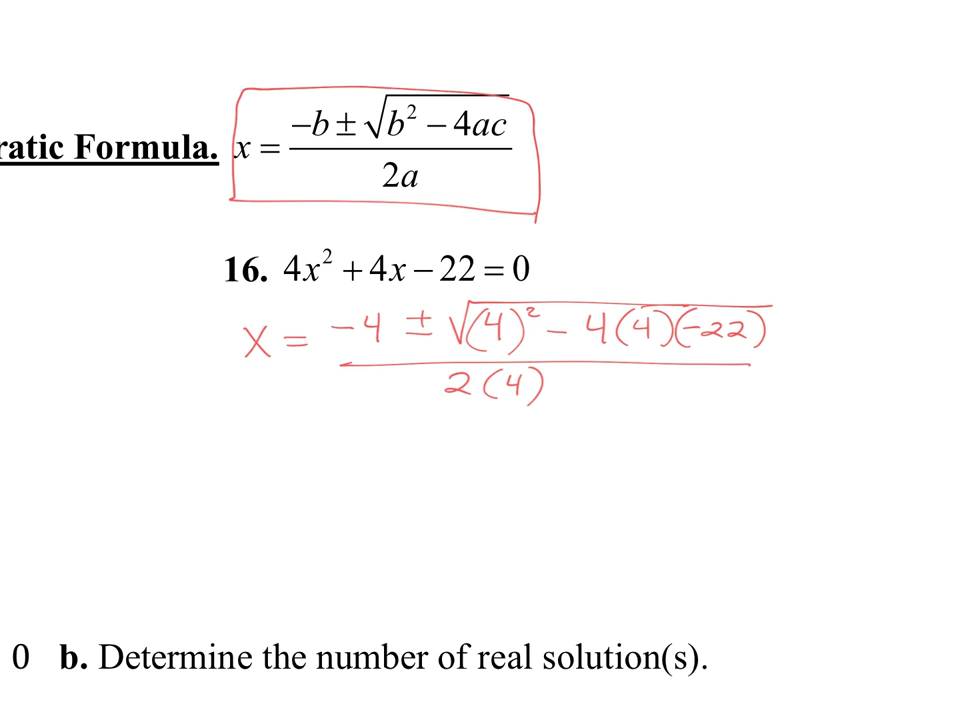 ratic Formula. x = (−b ± √(b² − 4ac)) / (2a)
16. 4x² + 4x − 22 = 0
x = (−4 ± √((4)² − 4(4)(−22))) / (2(4))
0 b. Determine the number of real solution(s).